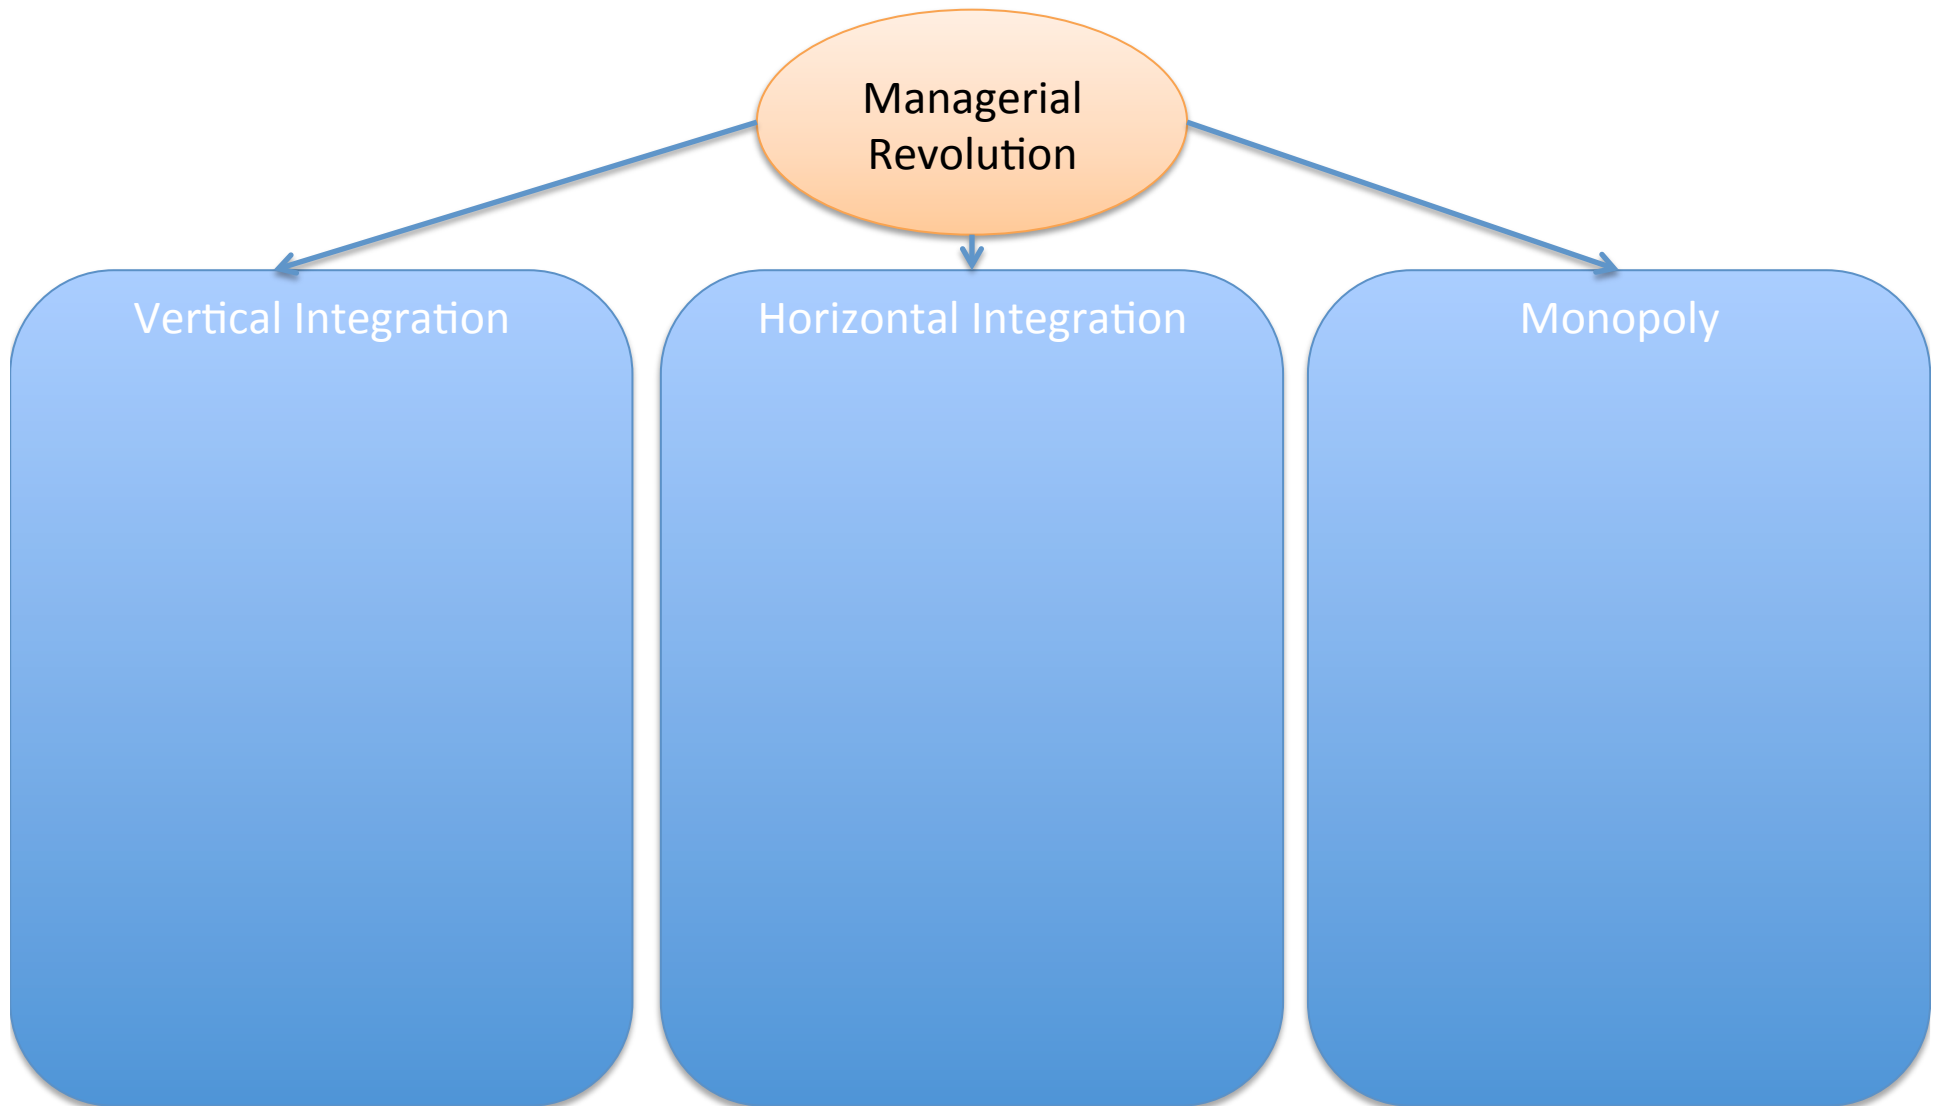 Managerial
Revolution
Vertical Integration
Horizontal Integration
Monopoly